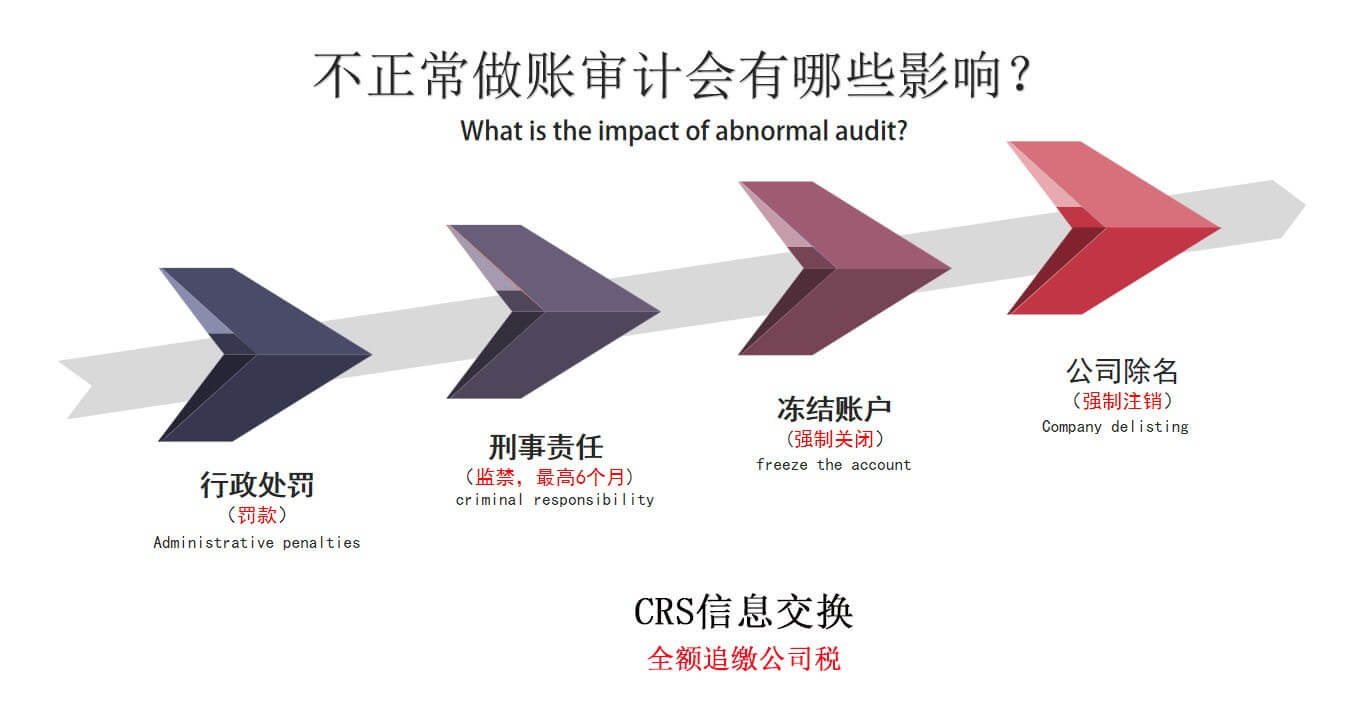 不正常做账审计会有哪些影响？
What is the impact of abnormal audit?
行政处罚
（罚款）
Administrative penalties
刑事责任
（监禁，最高6个月）
criminal responsibility
冻结账户
（强制关闭）
freeze the account
公司除名
（强制注销）
Company delisting
CRS信息交换
全额追缴公司税